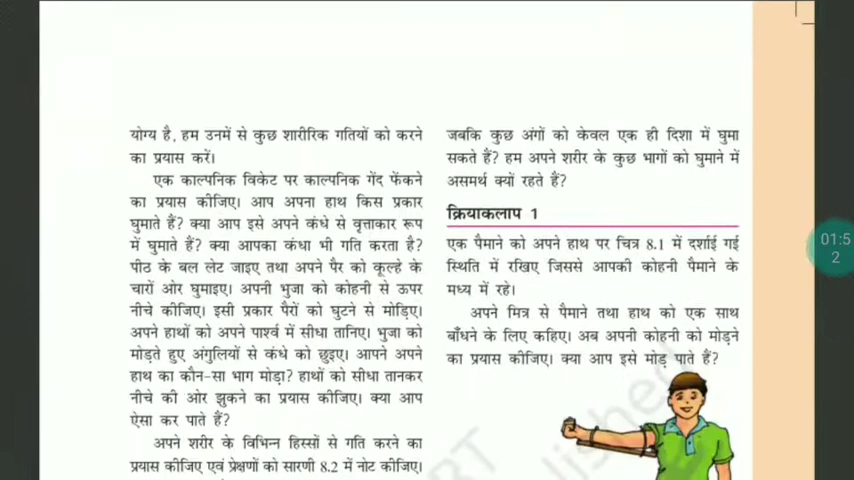 योग्य है, हम उनमें से कुछ शारीरिक गतियों को करने
का प्रयास करें।
एक काल्पनिक विकेट पर काल्पनिक गेंद फेंकने
का प्रयास कीजिए। आप अपना हाथ किस प्रकार
घुमाते हैं? क्या आप इसे अपने कंधे से वृत्ताकार रूप
में घुमाते हैं? क्या आपका कंधा भी गति करता है?
पीठ के बल लेट जाइए तथा अपने पैर को कूल्हे के
चारों ओर घुमाइए। अपनी भुजा को कोहनी से ऊपर
नीचे कीजिए। इसी प्रकार पैरों को घुटने से मोड़िए।
अपने हाथों को अपने पार्श्व में सीधा तानिए। भुजा को
मोड़ते हुए अंगुलियों से कंधे को छुइए। आपने अपने
हाथ का कौन-सा भाग मोड़ा? हाथों को सीधा तानकर
नीचे की ओर झुकने का प्रयास कीजिए। क्या आप
ऐसा कर पाते हैं?
अपने शरीर के विभिन्न हिस्सों से गति करने का
प्रयास कीजिए एवं प्रेक्षणों को सारणी 8.2 में नोट कीजिए।
जबकि कुछ अंगों को केवल एक ही दिशा में घुमा
सकते हैं? हम अपने शरीर के कुछ भागों को घुमाने में
असमर्थ क्यों रहते हैं?
क्रियाकलाप 1
एक पैमाने को अपने हाथ पर चित्र 8.1 में दर्शाई गई
स्थिति में रखिए जिससे आपकी कोहनी पैमाने के
मध्य में रहे।
अपने मित्र से पैमाने तथा हाथ को एक साथ
बाँधने के लिए कहिए। अब अपनी कोहनी को मोड़ने
का प्रयास कीजिए। क्या आप इसे मोड़ पाते हैं?
01:5
2